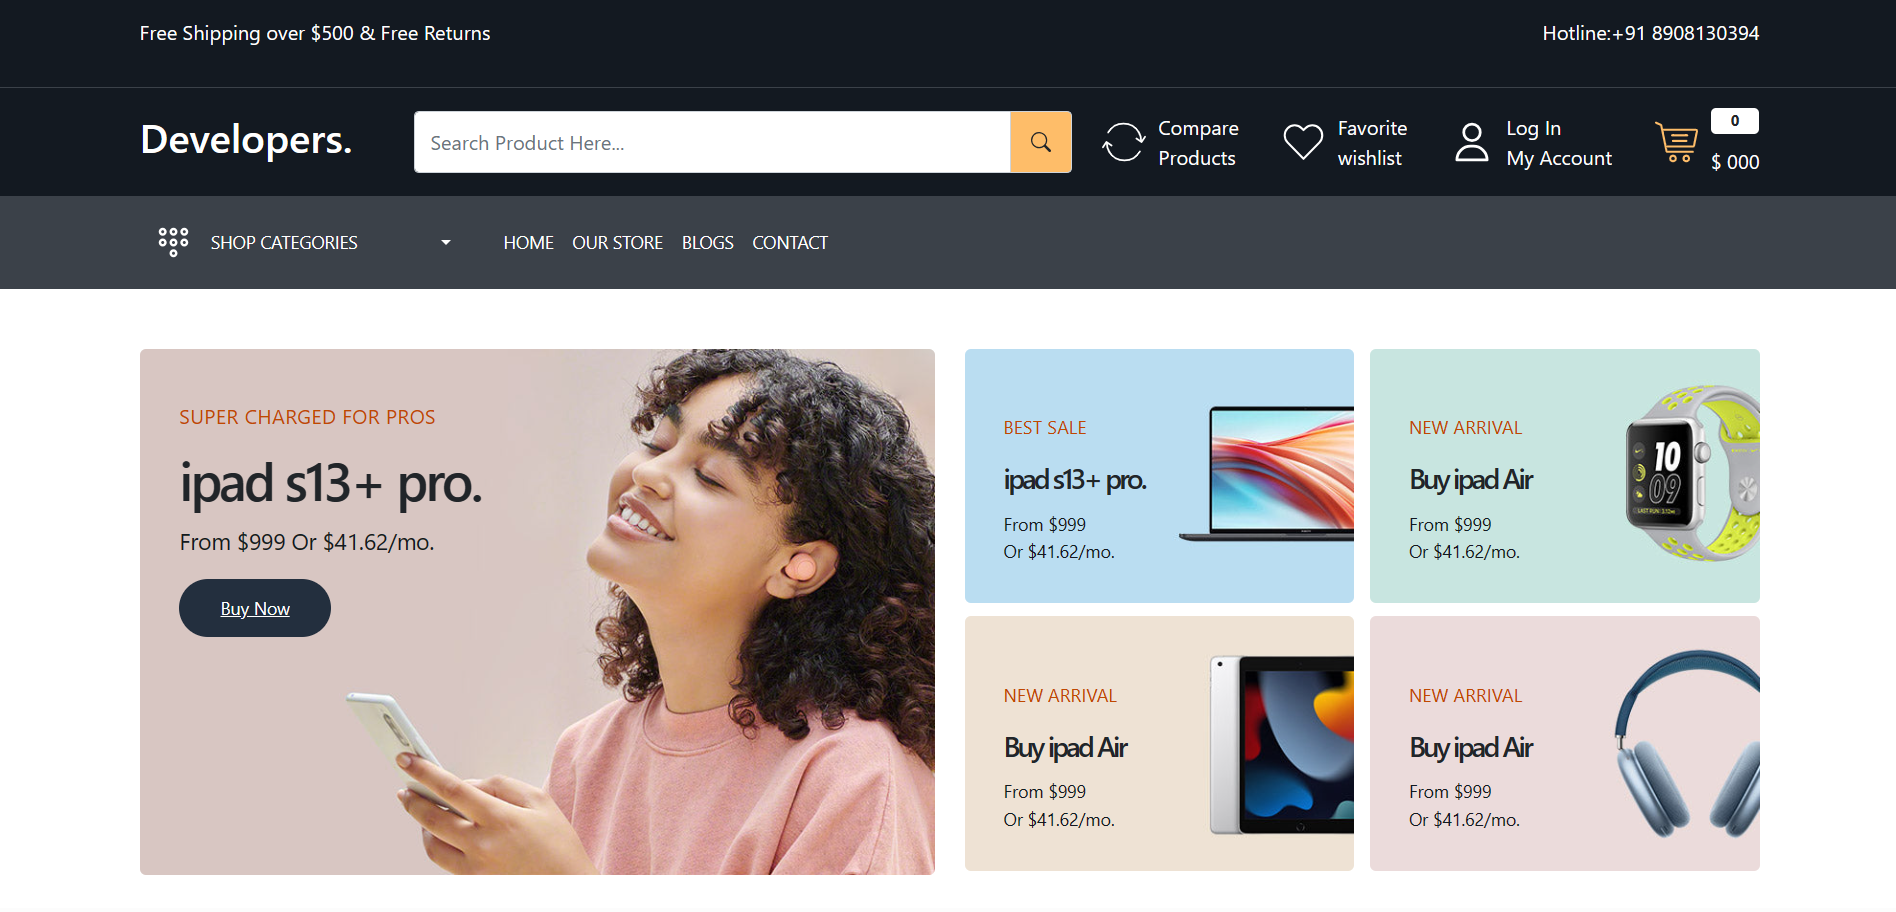 Free Shipping over $500 & Free Returns
Hotline:+91 8908130394
Developers.
Search Product Here...
Compare
Products
Favorite
wishlist
Log In
My Account
0
$ 000
SHOP CATEGORIES
HOME
OUR STORE
BLOGS
CONTACT
SUPER CHARGED FOR PROS
ipad s13+ pro.
From $999 Or $41.62/mo.
Buy Now
BEST SALE
ipad s13+ pro.
From $999
Or $41.62/mo.
NEW ARRIVAL
Buy ipad Air
From $999
Or $41.62/mo.
10
09
LAST RUN : 3.12mi
NEW ARRIVAL
Buy ipad Air
From $999
Or $41.62/mo.
NEW ARRIVAL
Buy ipad Air
From $999
Or $41.62/mo.